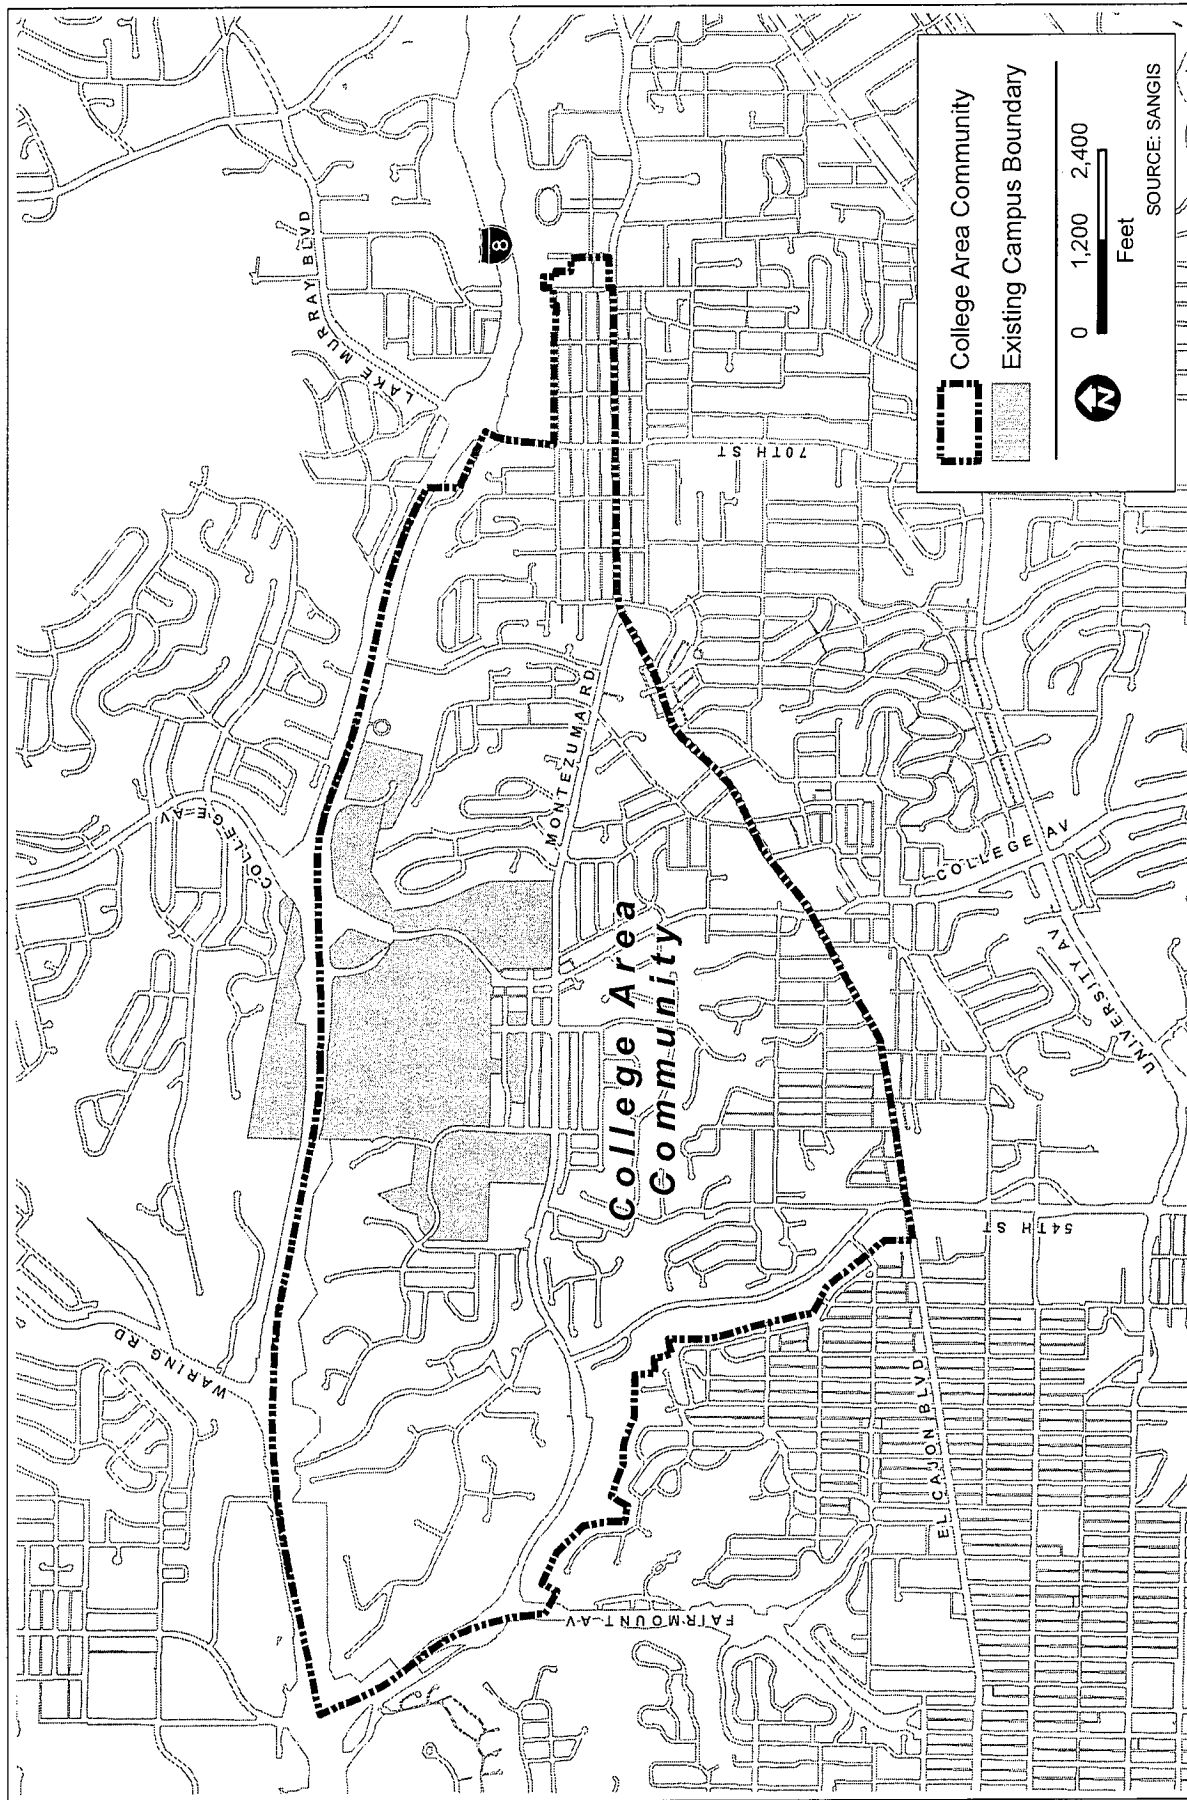 WARING RD
COLLEGE AV
LAKE MURRAY BLVD
8
MONTEZUMA RD
College Area
Community
70TH ST
FAIRMOUNT AV
EL CAJON BLVD
54TH ST
COLLEGE AV
UNIVERSITY AV
College Area Community
Existing Campus Boundary
N
0 1,200 2,400
Feet
SOURCE: SANGIS